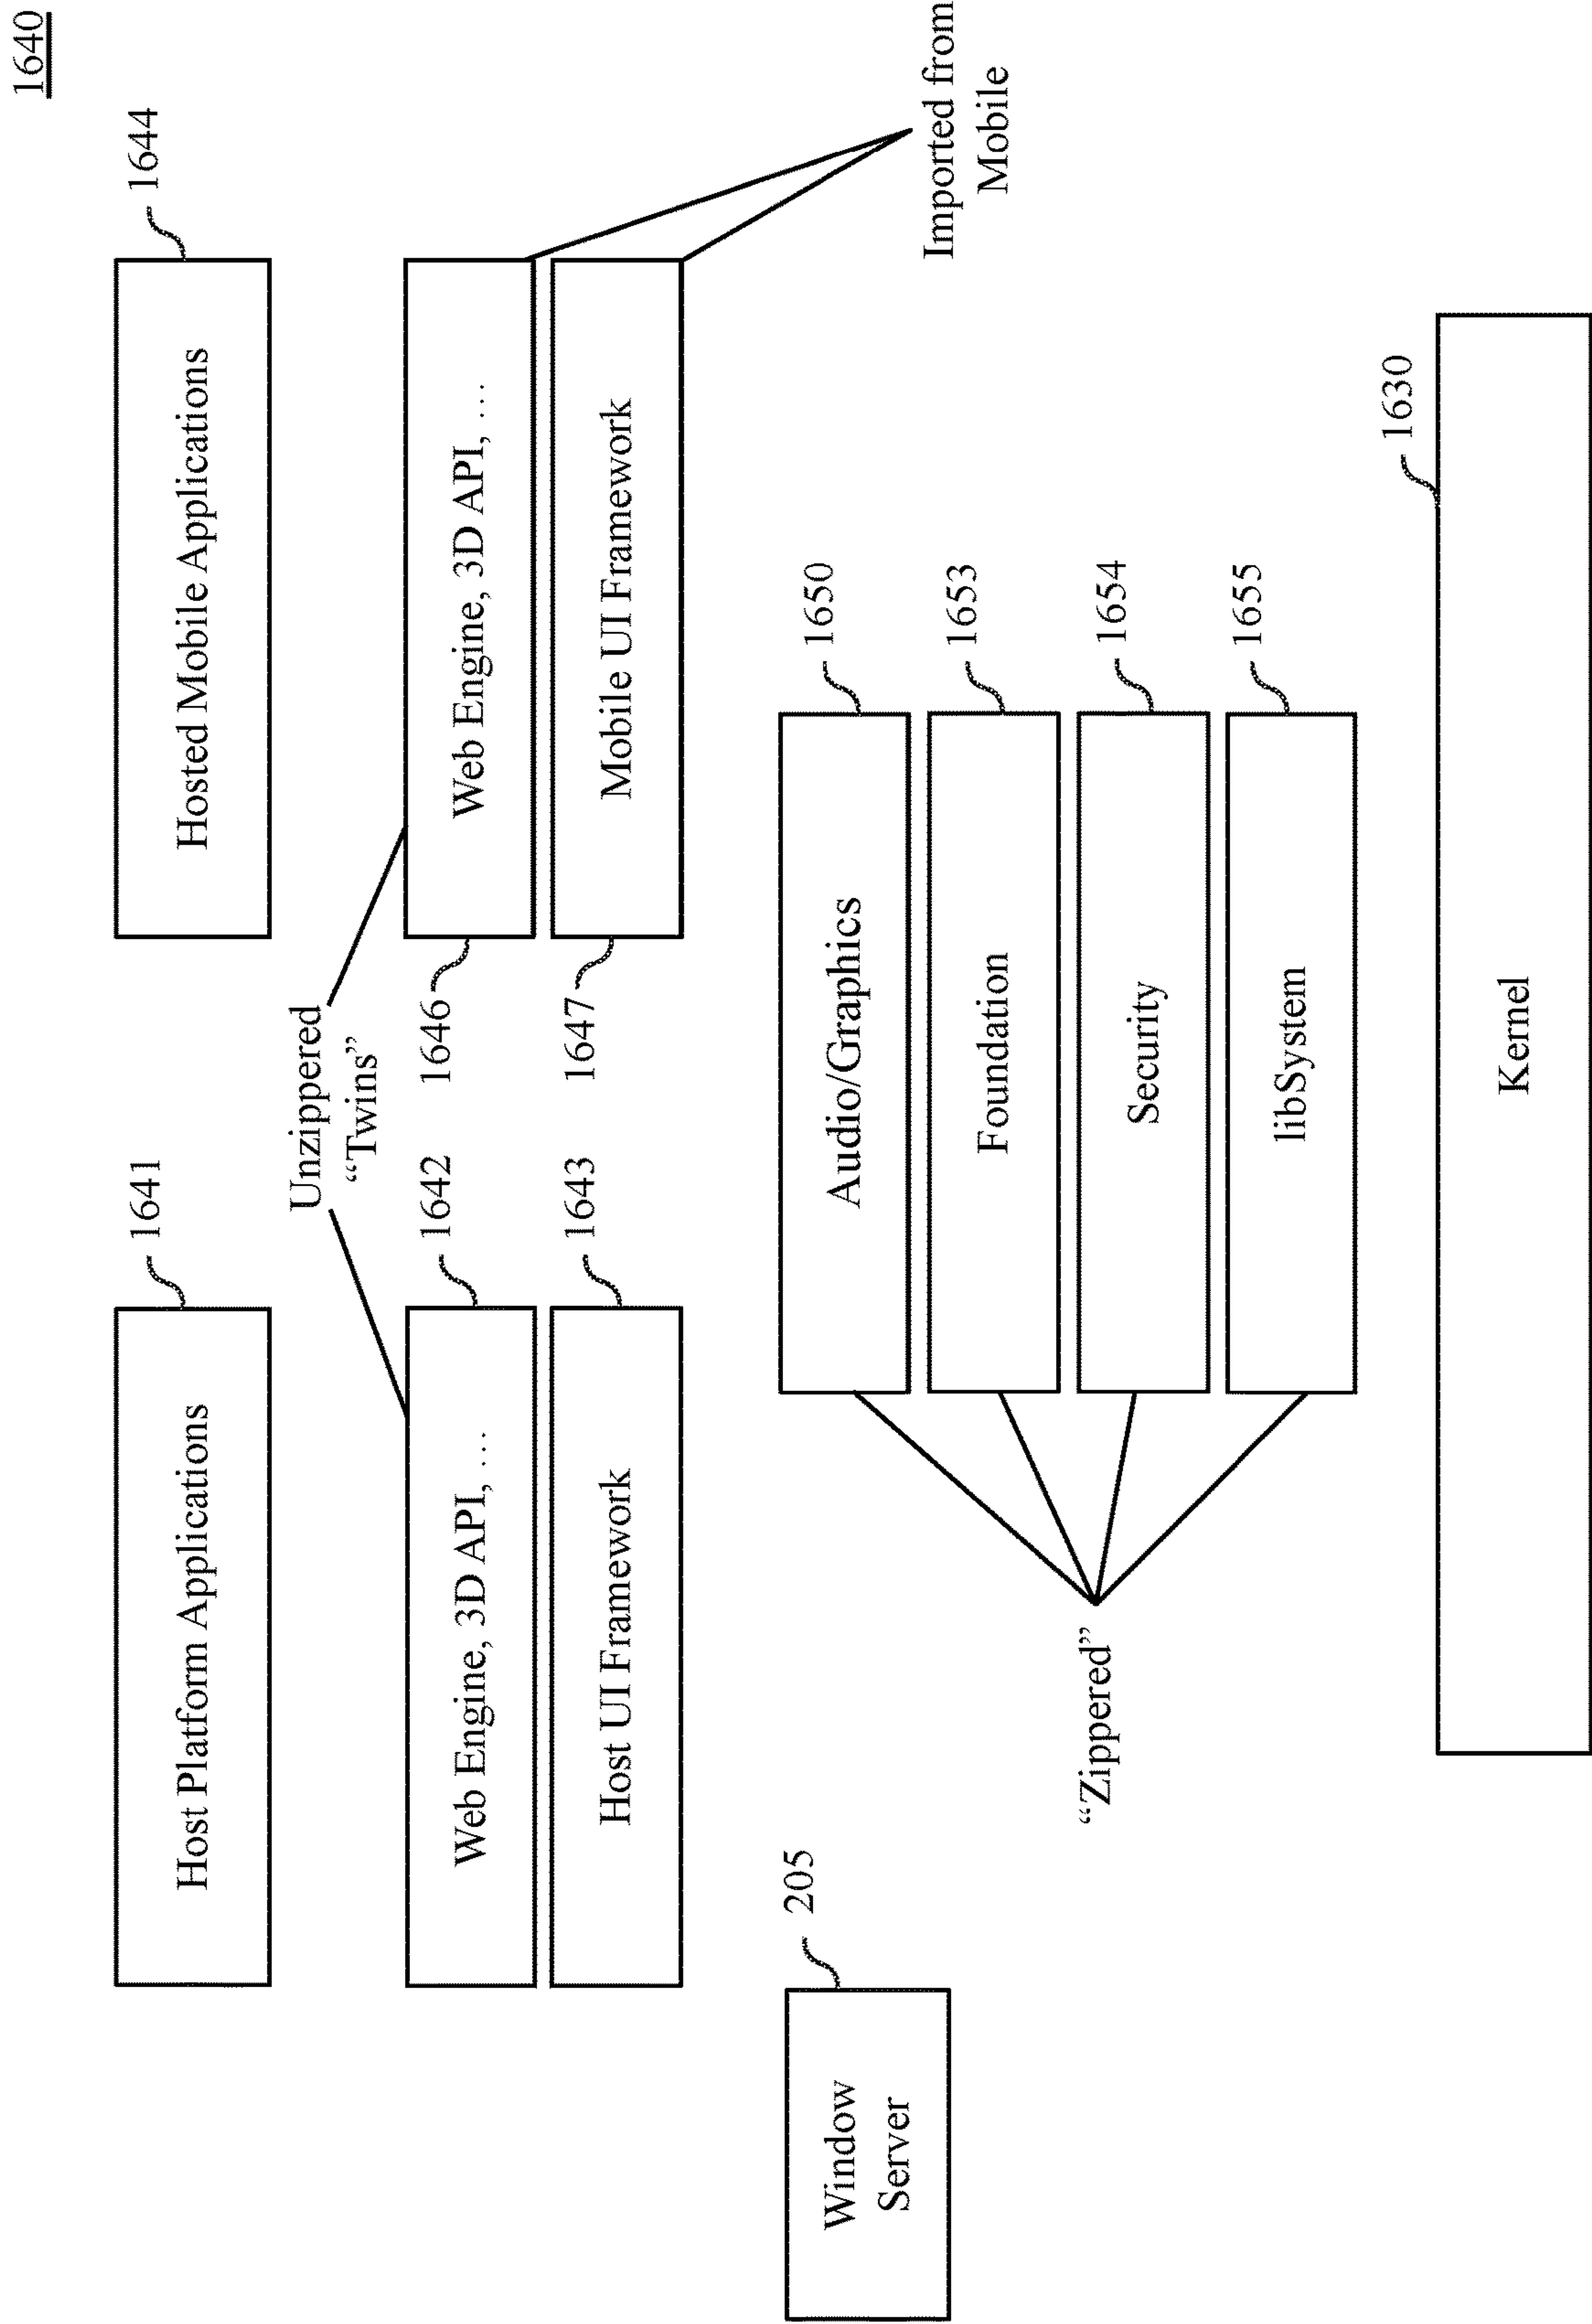 1640
1641
1644
Host Platform Applications
Hosted Mobile Applications
Unzippered
“Twins”
1642
1646
Web Engine, 3D API, …
Web Engine, 3D API, …
1643
1647
Host UI Framework
Mobile UI Framework
Imported from
Mobile
205
Window
Server
1650
Audio/Graphics
1653
Foundation
“Zippered”
1654
Security
1655
libSystem
1630
Kernel